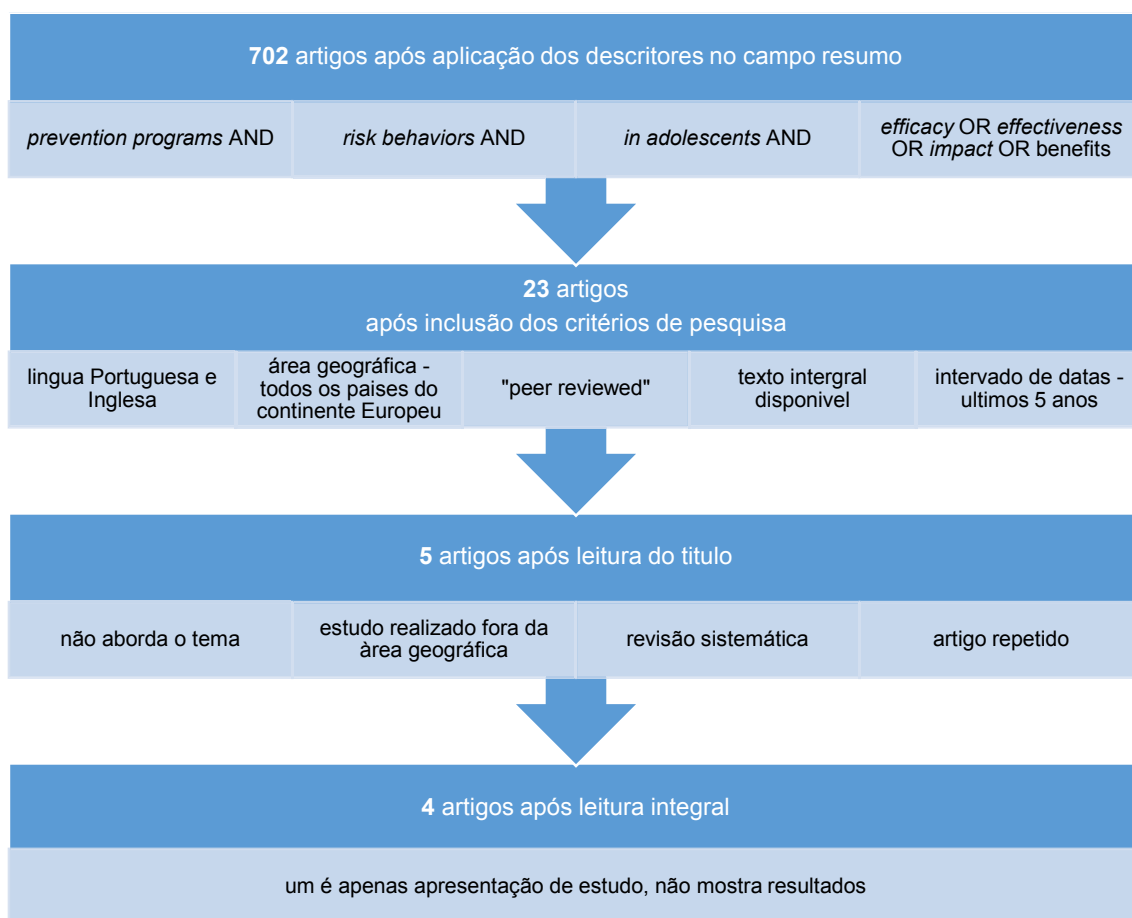 702 artigos após aplicação dos descritores no campo resumo
prevention programs AND
risk behaviors AND
in adolescents AND
efficacy OR effectiveness
OR impact OR benefits
23 artigos
após inclusão dos critérios de pesquisa
lingua Portuguesa e
Inglesa
área geográfica -
todos os paises do
continente Europeu
"peer reviewed"
texto intergral
disponivel
intervado de datas -
ultimos 5 anos
5 artigos após leitura do titulo
não aborda o tema
estudo realizado fora da
àrea geográfica
revisão sistemática
artigo repetido
4 artigos após leitura integral
um é apenas apresentação de estudo, não mostra resultados